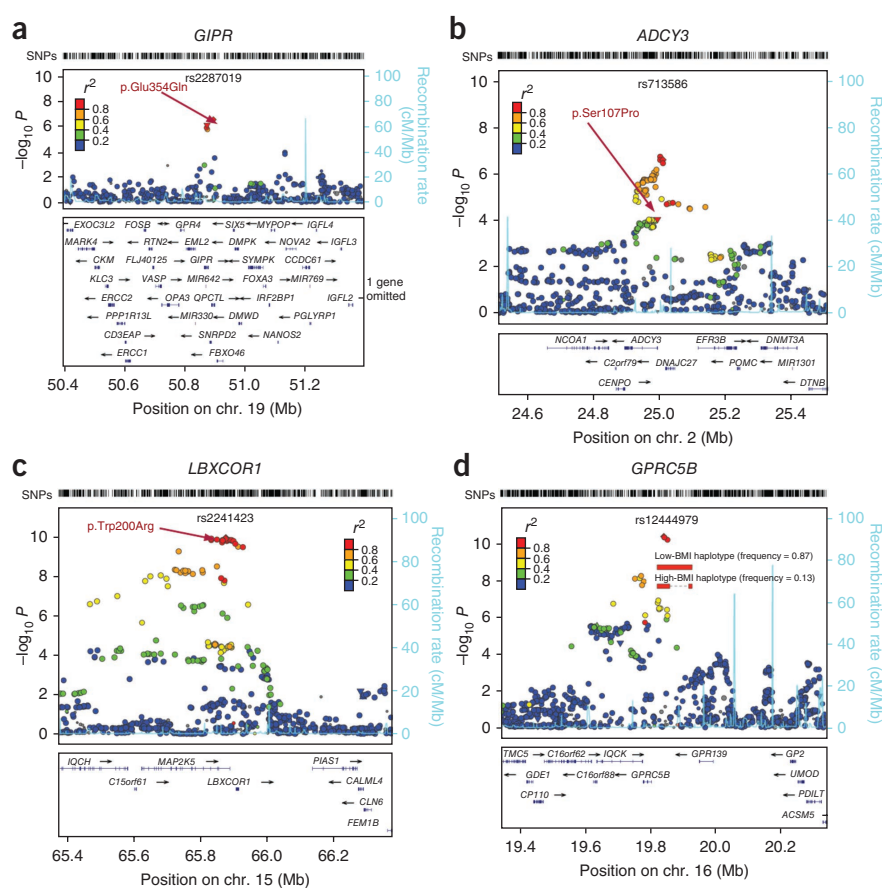 a
GIPR
SNPs
10
8
6
4
2
0
−log10 P
100
80
60
40
20
0
Recombination rate (cM/Mb)
rs2287019
p.Glu354Gln
r2
0.8
0.6
0.4
0.2
EXOC3L2 FOSB GPR4 SIX5 MYPOP IGFL4
MARK4 RTN2 EML2 DMPK NOVA2 IGFL3
CKM FLJ40125 GIPR SYMPK CCDC61
KLC3 VASP MIR642 FOXA3 MIR769
1 gene omitted
ERCC2 OPA3 QPCTL IRF2BP1 IGFL2
PPP1R13L MIR330 DMWD PGLYRP1
CD3EAP SNRPD2 NANOS2
ERCC1 FBXO46
50.4 50.6 50.8 51.0 51.2
Position on chr. 19 (Mb)
b
ADCY3
SNPs
10
8
6
4
2
0
−log10 P
100
80
60
40
20
0
Recombination rate (cM/Mb)
rs713586
p.Ser107Pro
r2
0.8
0.6
0.4
0.2
NCOA1 ADCY3 EFR3B DNMT3A
C2orf79 DNAJC27 POMC MIR1301
CENPO DTNB
24.6 24.8 25.0 25.2 25.4
Position on chr. 2 (Mb)
c
LBXCOR1
SNPs
10
8
6
4
2
0
−log10 P
100
80
60
40
20
0
Recombination rate (cM/Mb)
rs2241423
p.Trp200Arg
r2
0.8
0.6
0.4
0.2
IQCH MAP2K5 PIAS1
C15orf61 LBXCOR1 CALML4
CLN6
FEM1B
65.4 65.6 65.8 66.0 66.2
Position on chr. 15 (Mb)
d
GPRC5B
SNPs
10
8
6
4
2
0
−log10 P
100
80
60
40
20
0
Recombination rate (cM/Mb)
rs12444979
Low-BMI haplotype (frequency = 0.87)
High-BMI haplotype (frequency = 0.13)
r2
0.8
0.6
0.4
0.2
TMC5 C16orf62 IQCK GPR139 GP2
GDE1 C16orf88 GPRC5B UMOD
CP110 PDILT
ACSM5
19.4 19.6 19.8 20.0 20.2
Position on chr. 16 (Mb)